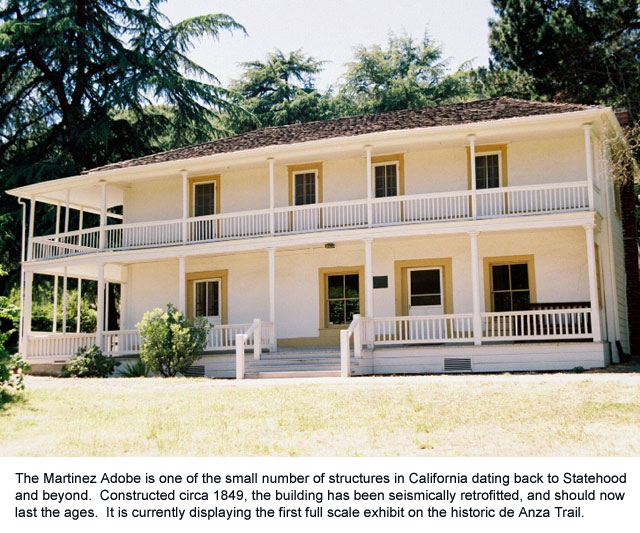 The Martinez Adobe is one of the small number of structures in California dating back to Statehood
and beyond.  Constructed circa 1849, the building has been seismically retrofitted, and should now
last the ages.  It is currently displaying the first full scale exhibit on the historic de Anza Trail.